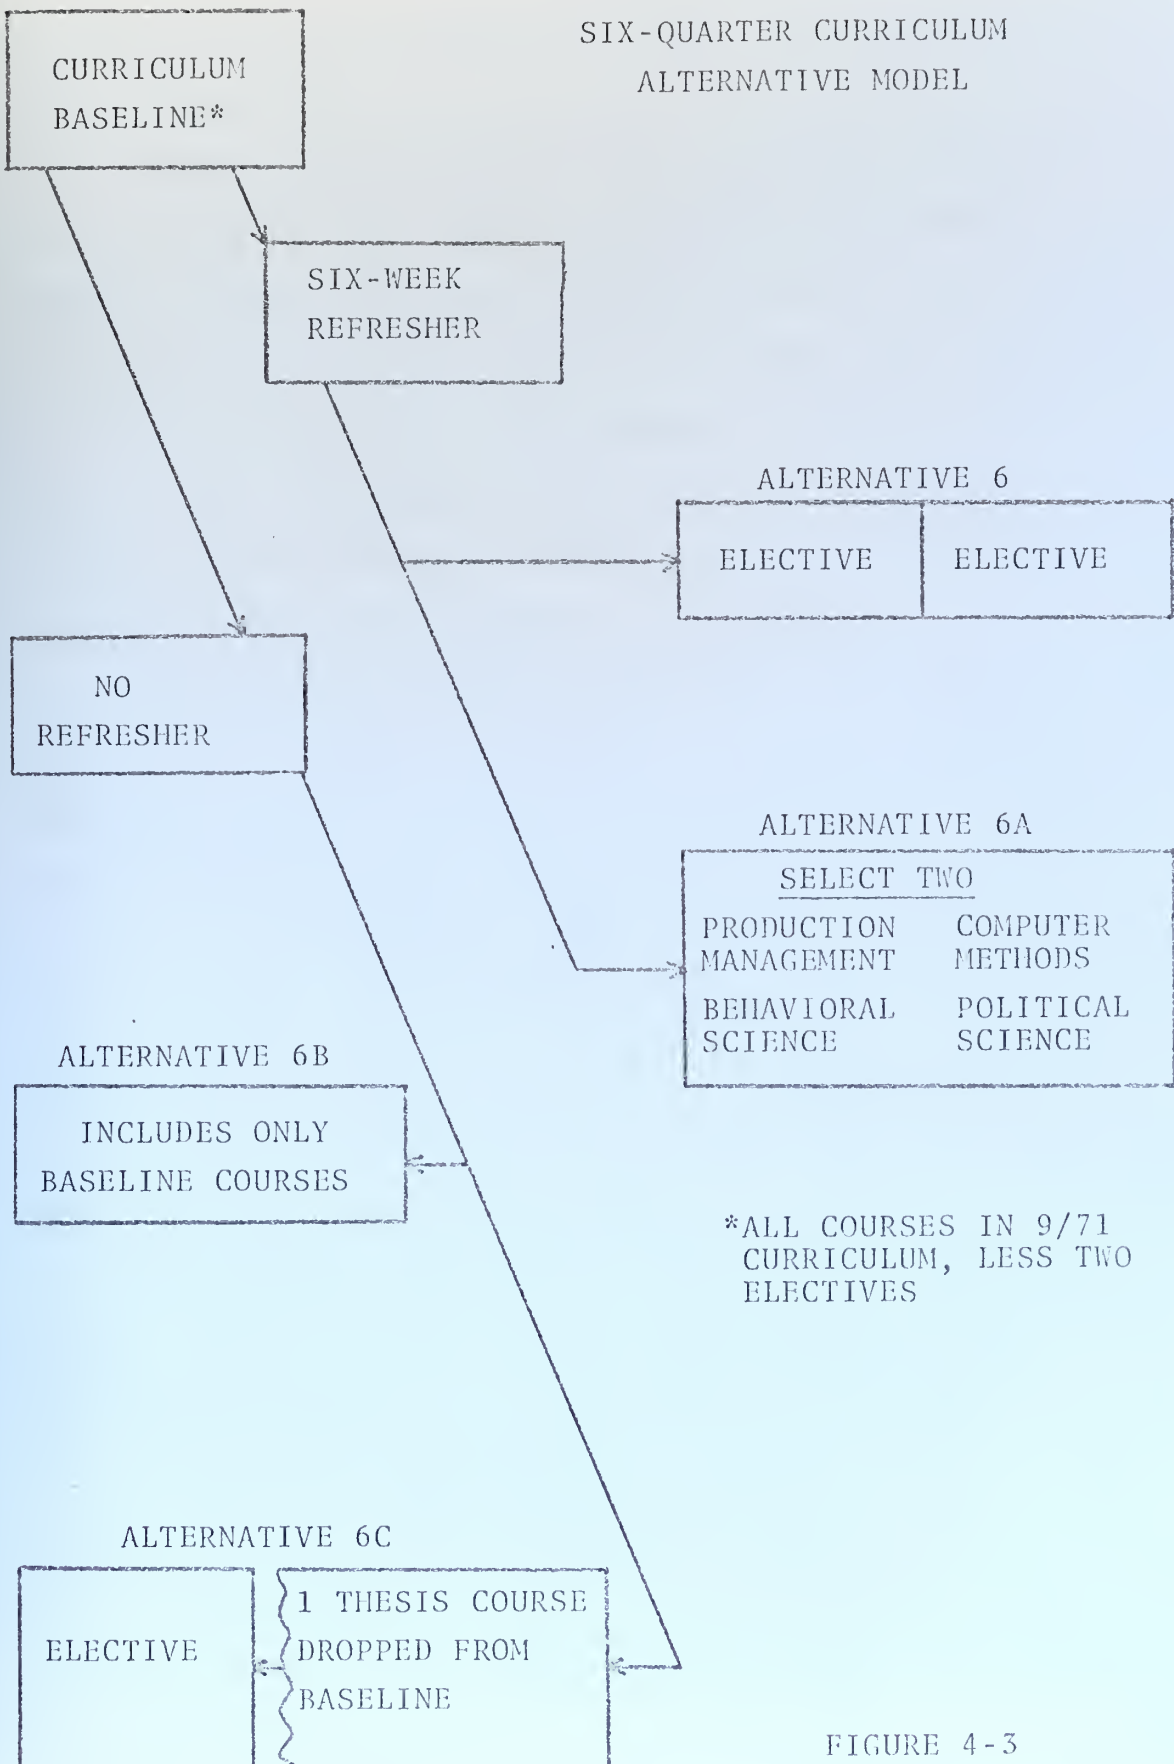 SIX-QUARTER CURRICULUM
ALTERNATIVE MODEL
CURRICULUM
BASELINE*
SIX-WEEK
REFRESHER
ALTERNATIVE 6
ELECTIVE ELECTIVE
NO
REFRESHER
ALTERNATIVE 6A
SELECT TWO
PRODUCTION COMPUTER
MANAGEMENT METHODS
BEHAVIORAL POLITICAL
SCIENCE SCIENCE
ALTERNATIVE 6B
INCLUDES ONLY
BASELINE COURSES
*ALL COURSES IN 9/71
CURRICULUM, LESS TWO
ELECTIVES
ALTERNATIVE 6C
ELECTIVE
1 THESIS COURSE
DROPPED FROM
BASELINE
FIGURE 4-3